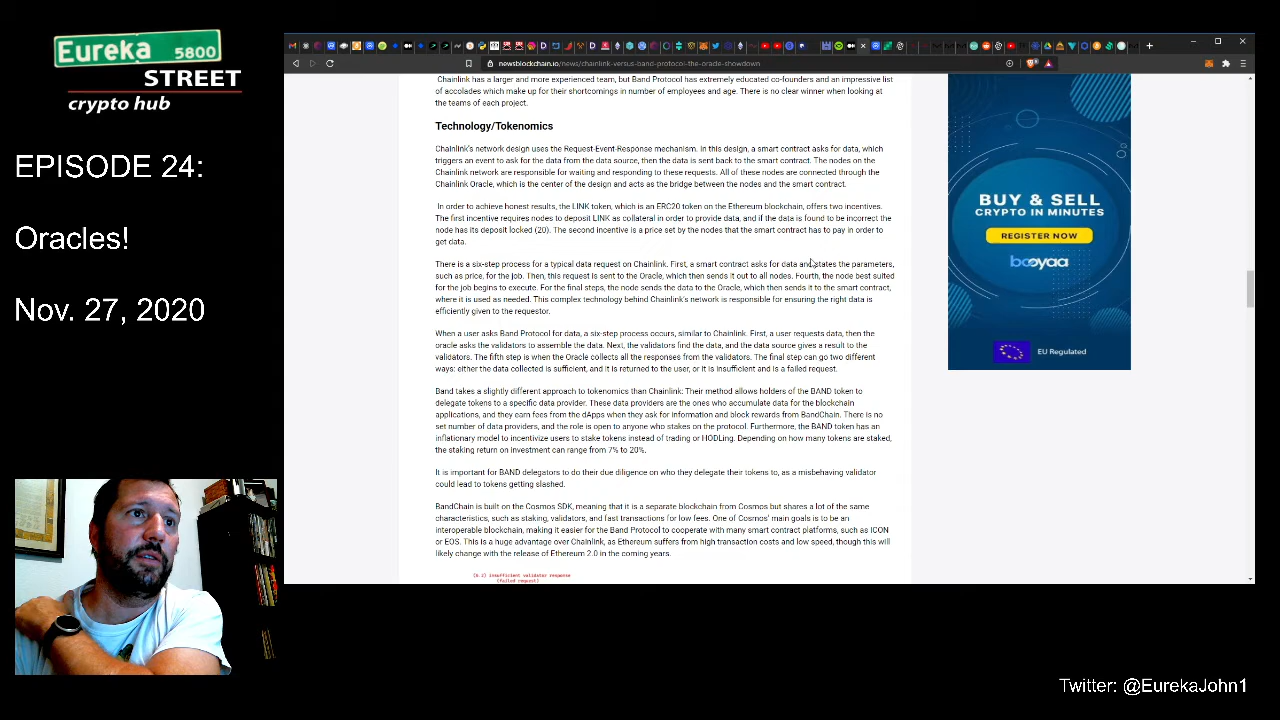 Eureka 5800
STREET
crypto hub
EPISODE 24:
Oracles!
Nov. 27, 2020
newsblockchain.io/news/chainlink-versus-band-protocol-the-oracle-showdown
Chainlink has a larger and more experienced team, but Band Protocol has extremely educated co-founders and an impressive list
of accolades which make up for their shortcomings in number of employees and age. There is no clear winner when looking at
the teams of each project.
Technology/Tokenomics
Chainlink's network design uses the Request-Event-Response mechanism. In this design, a smart contract asks for data, which
triggers an event to ask for the data from the data source, then the data is sent back to the smart contract. The nodes on the
Chainlink network are responsible for waiting and responding to these requests. All of these nodes are connected through the
Chainlink Oracle, which is the center of the design and acts as the bridge between the nodes and the smart contract.
In order to achieve honest results, the LINK token, which is an ERC20 token on the Ethereum blockchain, offers two incentives.
The first incentive requires nodes to deposit LINK as collateral in order to provide data, and if the data is found to be incorrect the
node has its deposit locked (20). The second incentive is a price set by the nodes that the smart contract has to pay in order to
get data.
There is a six-step process for a typical data request on Chainlink. First, a smart contract asks for data and states the parameters,
such as price, for the job. Then, this request is sent to the Oracle, which then sends it out to all nodes. Fourth, the node best suited
for the job begins to execute. For the final steps, the node sends the data to the Oracle, which then sends it to the smart contract,
where it is used as needed. This complex technology behind Chainlink's network is responsible for ensuring the right data is
efficiently given to the requestor.
When a user asks Band Protocol for data, a six-step process occurs, similar to Chainlink. First, a user requests data, then the
oracle asks the validators to assemble the data. Next, the validators find the data, and the data source gives a result to the
validators. The fifth step is when the Oracle collects all the responses from the validators. The final step can go two different
ways: either the data collected is sufficient, and it is returned to the user, or it is insufficient and is a failed request.
Band takes a slightly different approach to tokenomics than Chainlink: Their method allows holders of the BAND token to
delegate tokens to a specific data provider. These data providers are the ones who accumulate data for the blockchain
applications, and they earn fees from the dApps when they ask for information and block rewards from BandChain. There is no
set number of data providers, and the role is open to anyone who stakes on the protocol. Furthermore, the BAND token has an
inflationary model to incentivize users to stake tokens instead of trading or HODLing. Depending on how many tokens are staked,
the staking return on investment can range from 7% to 20%.
It is important for BAND delegators to do their due diligence on who they delegate their tokens to, as a misbehaving validator
could lead to tokens getting slashed.
BandChain is built on the Cosmos SDK, meaning that it is a separate blockchain from Cosmos but shares a lot of the same
characteristics, such as staking, validators, and fast transactions for low fees. One of Cosmos' main goals is to be an
interoperable blockchain, making it easier for the Band Protocol to cooperate with many smart contract platforms, such as ICON
or EOS. This is a huge advantage over Chainlink, as Ethereum suffers from high transaction costs and low speed, though this will
likely change with the release of Ethereum 2.0 in the coming years.
(6.2) Insufficient validator response
(failed request)
BUY & SELL
CRYPTO IN MINUTES
REGISTER NOW
booyaa
EU Regulated
Twitter: @EurekaJohn1